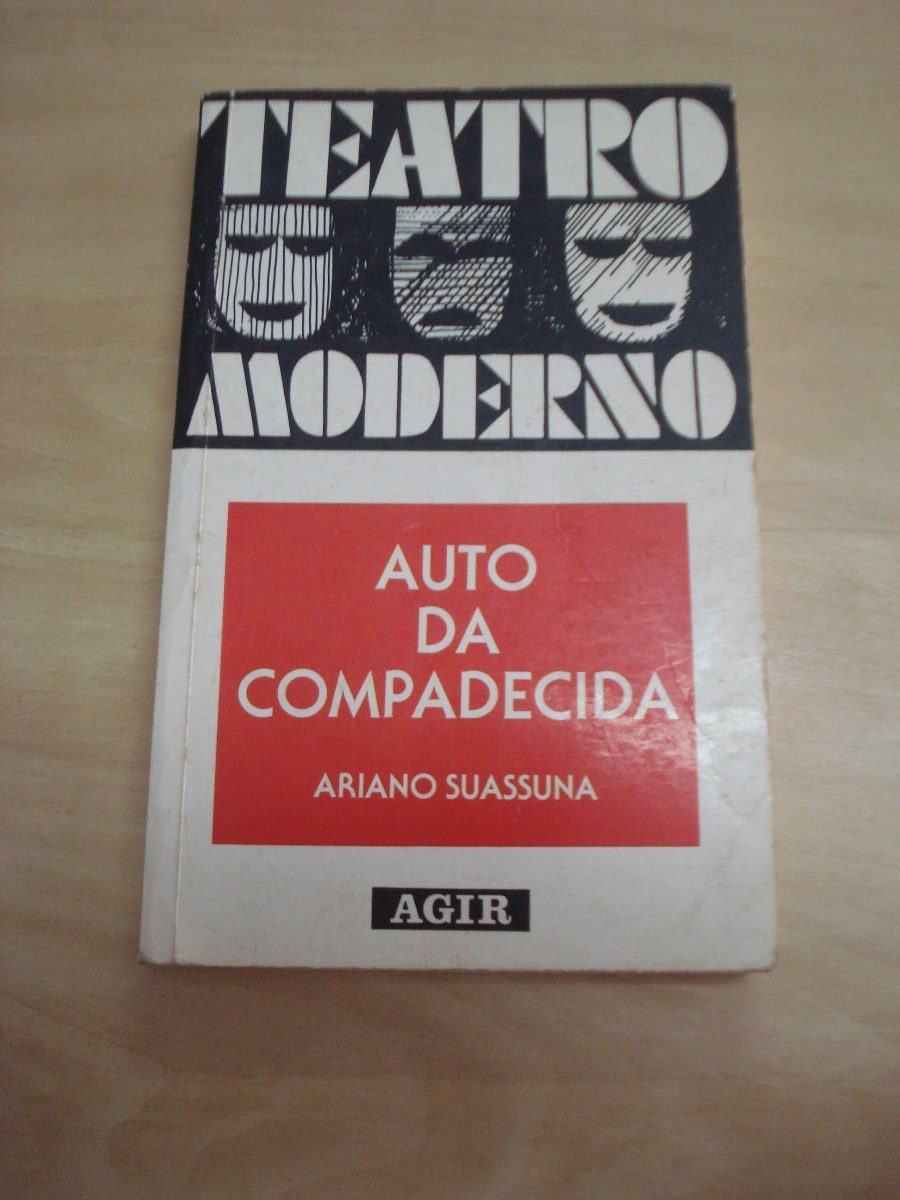 TEATRO
MODERNO
AUTO
DA
COMPADECIDA
ARIANO SUASSUNA
AGIR